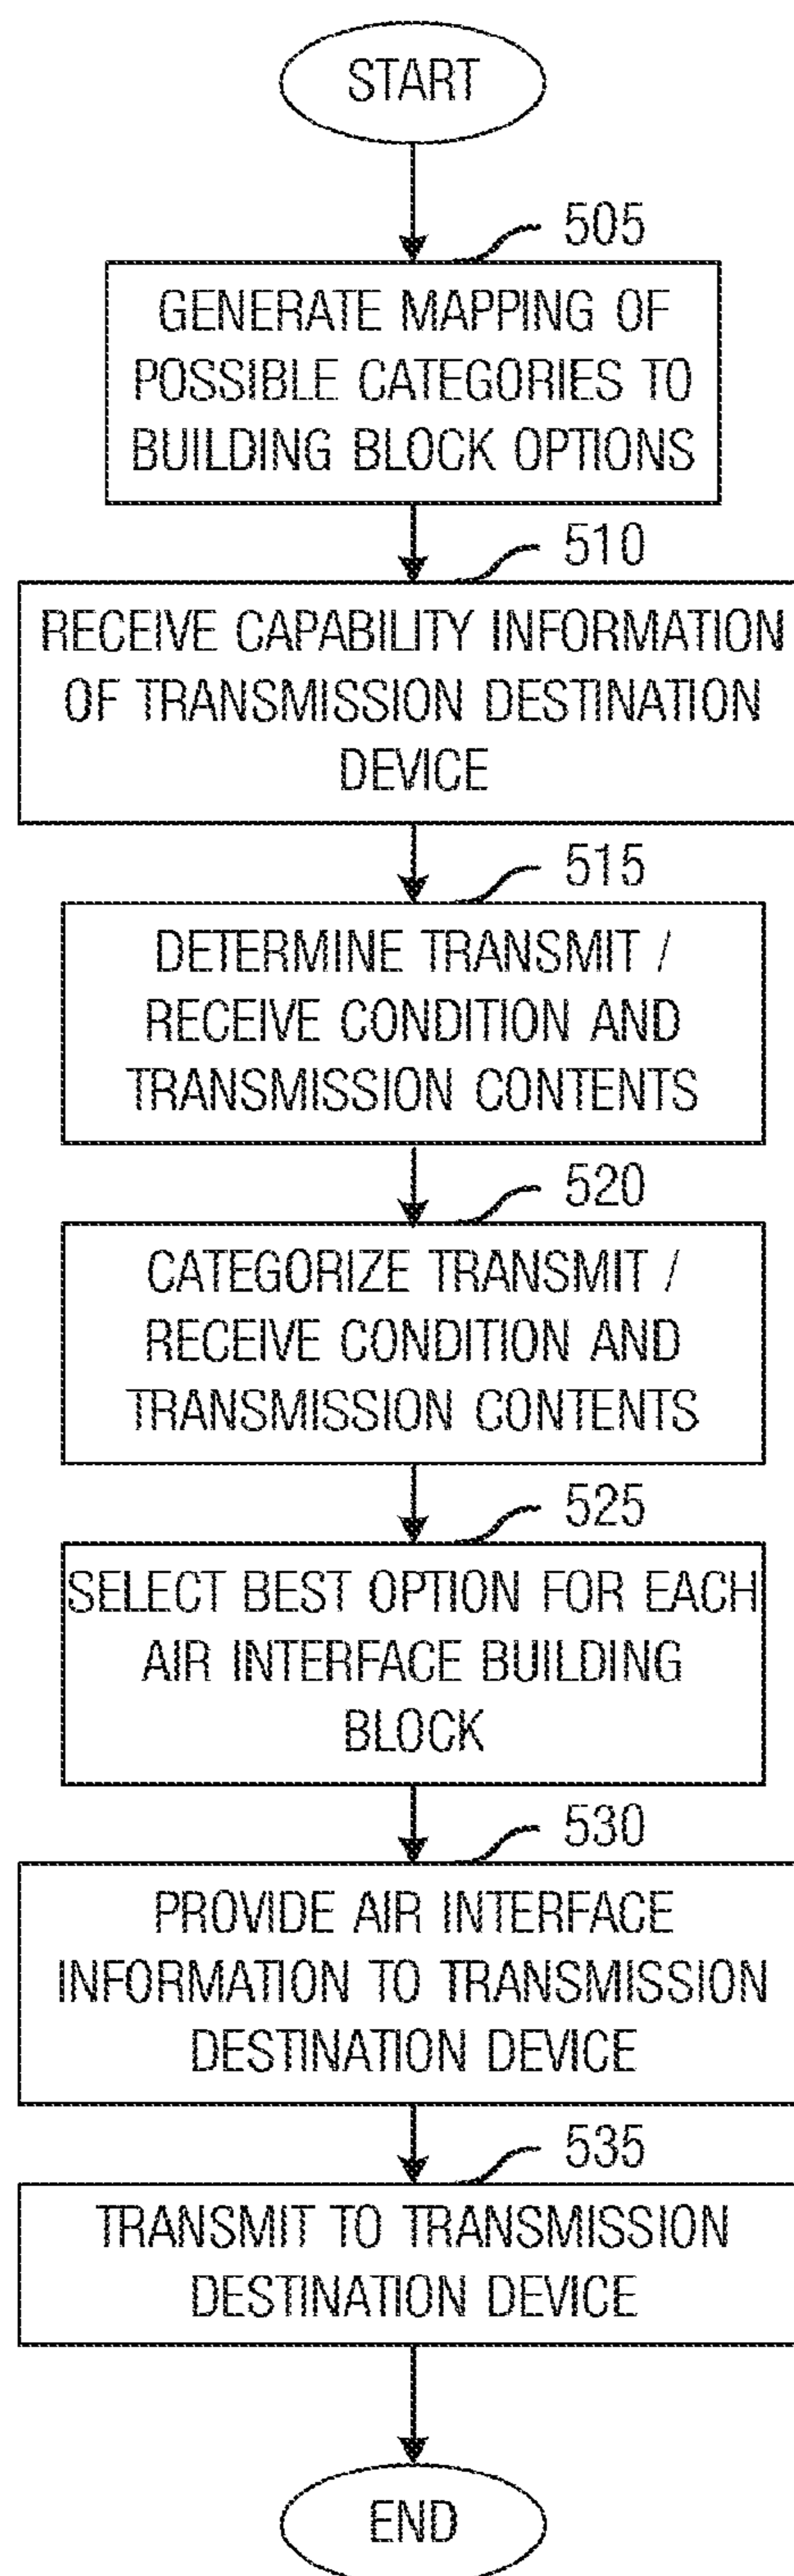 START
505
GENERATE MAPPING OF
POSSIBLE CATEGORIES TO
BUILDING BLOCK OPTIONS
510
RECEIVE CAPABILITY INFORMATION
OF TRANSMISSION DESTINATION
DEVICE
515
DETERMINE TRANSMIT /
RECEIVE CONDITION AND
TRANSMISSION CONTENTS
520
CATEGORIZE TRANSMIT /
RECEIVE CONDITION AND
TRANSMISSION CONTENTS
525
SELECT BEST OPTION FOR EACH
AIR INTERFACE BUILDING
BLOCK
530
PROVIDE AIR INTERFACE
INFORMATION TO TRANSMISSION
DESTINATION DEVICE
535
TRANSMIT TO TRANSMISSION
DESTINATION DEVICE
END